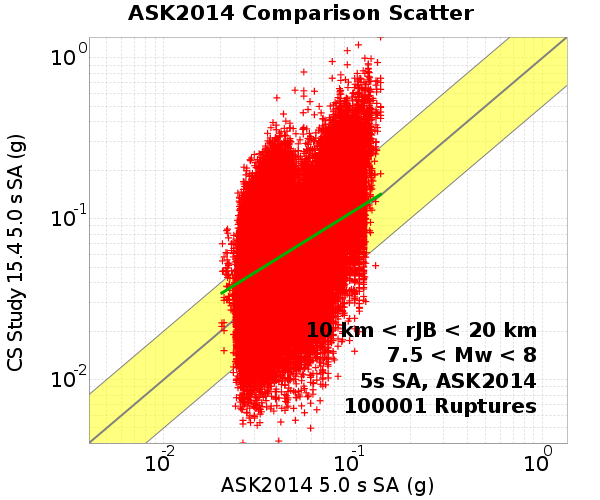 ASK2014 Comparison Scatter
10⁰
CS Study 15.4 5.0 s SA (g)
10⁻¹
10 km < rJB < 20 km
7.5 < Mw < 8
10⁻²
5s SA, ASK2014
100001 Ruptures
10⁻² 10⁻¹ 10⁰
ASK2014 5.0 s SA (g)